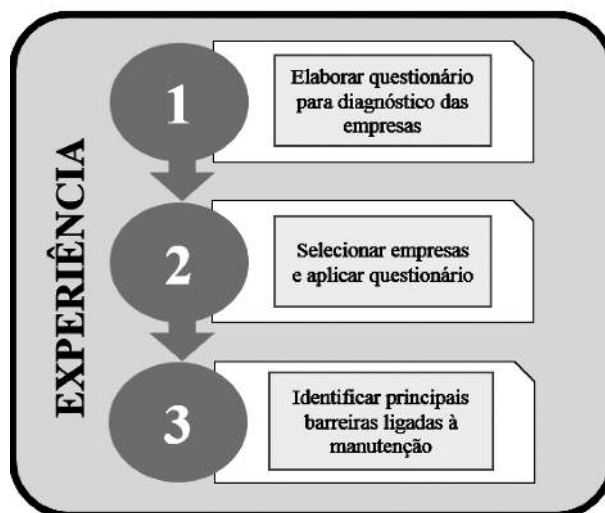 EXPERIÊNCIA
1
Elaborar questionário
para diagnóstico das
empresas
2
Selecionar empresas
e aplicar questionário
3
Identificar principais
barreiras ligadas à
manutenção